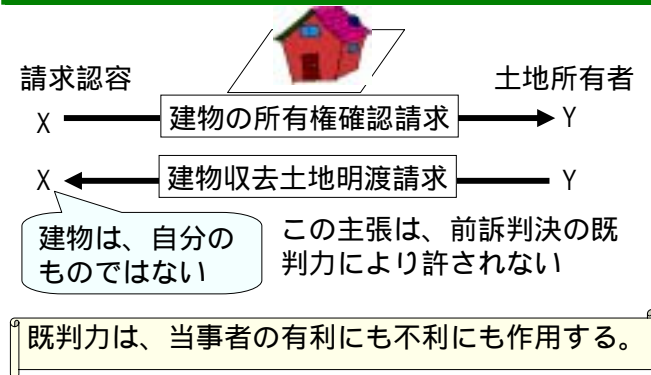 請求認容
土地所有者
X 建物の所有権確認請求 Y
X 建物収去土地明渡請求 Y
建物は、自分の
ものではない
この主張は、前訴判決の既
判力により許されない
既判力は、当事者の有利にも不利にも作用する。